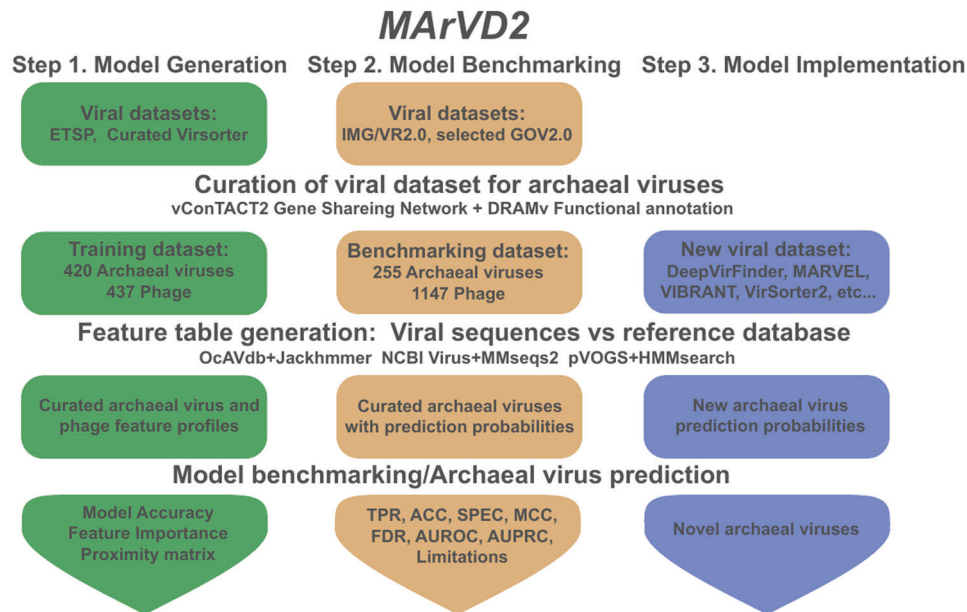 MArVD2
Step 1. Model Generation
Step 2. Model Benchmarking
Step 3. Model Implementation
Viral datasets:
ETSP, Curated Virsorter
Viral datasets:
IMG/VR2.0, selected GOV2.0
Curation of viral dataset for archaeal viruses
vConTACT2 Gene Shareing Network + DRAMv Functional annotation
Training dataset:
420 Archaeal viruses
437 Phage
Benchmarking dataset:
255 Archaeal viruses
1147 Phage
New viral dataset:
DeepVirFinder, MARVEL,
VIBRANT, VirSorter2, etc...
Feature table generation: Viral sequences vs reference database
OcAVdb+Jackhmmer NCBI Virus+MMseqs2 pVOGS+HMMsearch
Curated archaeal virus and
phage feature profiles
Curated archaeal viruses
with prediction probabilities
New archaeal virus
prediction probabilities
Model benchmarking/Archaeal virus prediction
Model Accuracy
Feature Importance
Proximity matrix
TPR, ACC, SPEC, MCC,
FDR, AUROC, AUPRC,
Limitations
Novel archaeal viruses